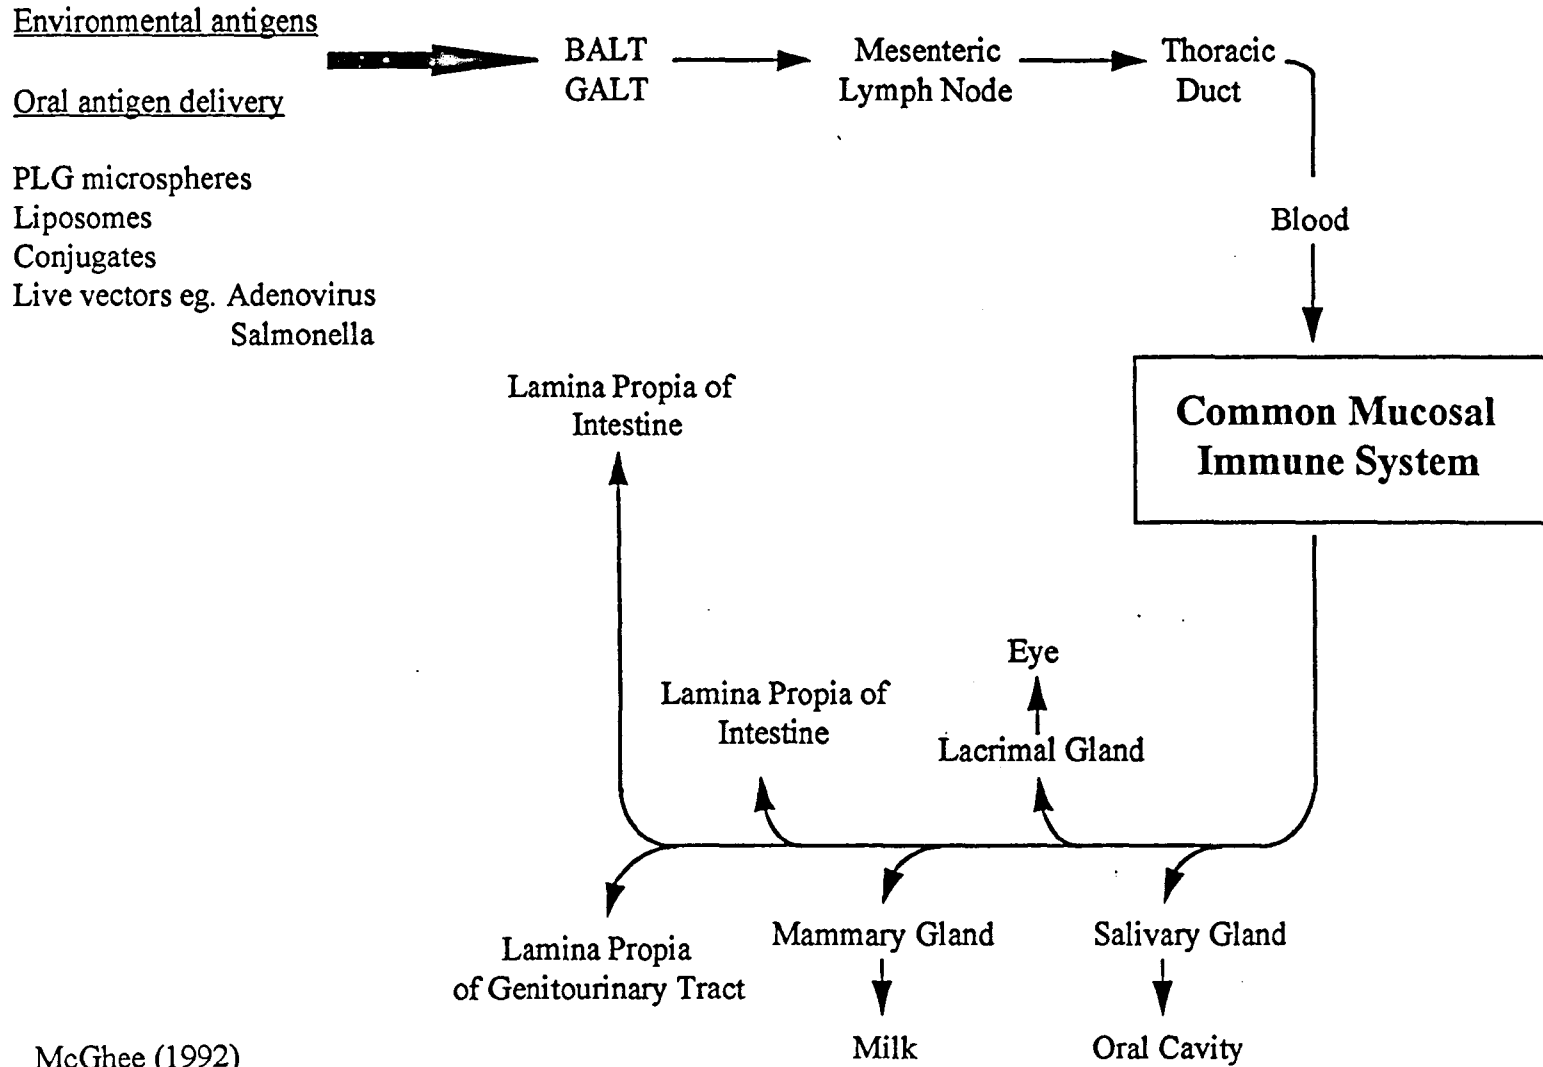 Environmental antigens
Oral antigen delivery
PLG microspheres
Liposomes
Conjugates
Live vectors eg. Adenovirus
Salmonella
BALT
GALT
Mesenteric
Lymph Node
Thoracic
Duct
Blood
Common Mucosal
Immune System
Lamina Propia of
Intestine
Lamina Propia of
Intestine
Eye
Lacrimal Gland
Lamina Propia
of Genitourinary Tract
Mammary Gland
Milk
Salivary Gland
Oral Cavity
McGhee (1992)